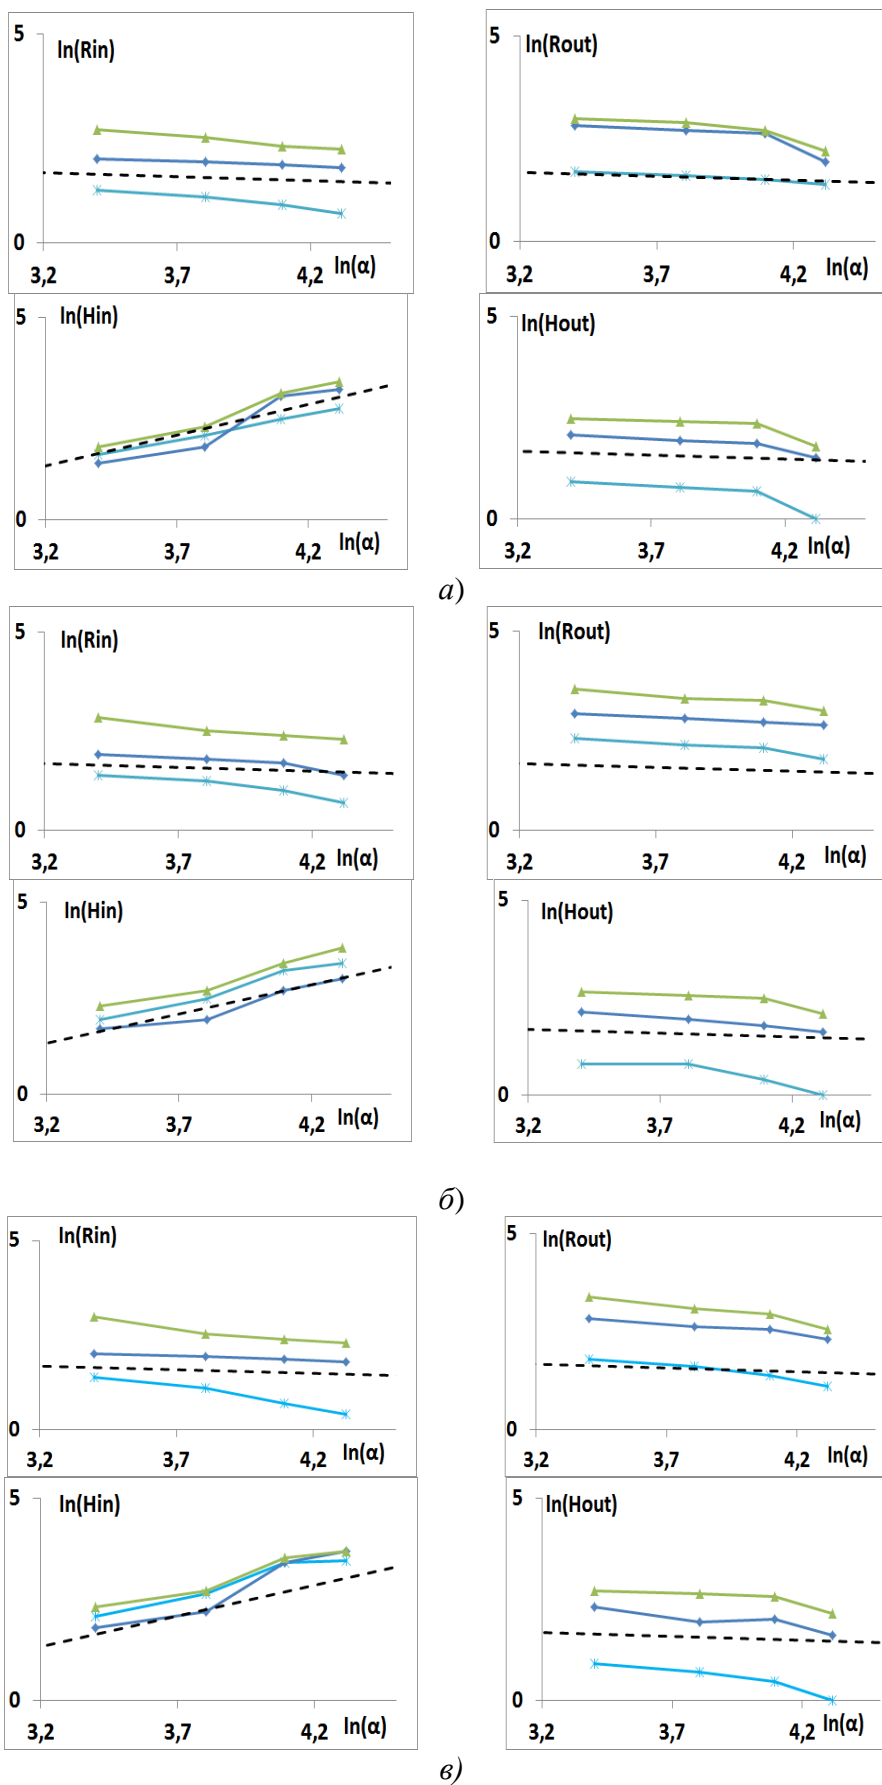 5
ln(Rin)
0
3,2
3,7
4,2
ln(α)
5
ln(Rout)
0
3,2
3,7
4,2
ln(α)
5
ln(Hin)
0
3,2
3,7
4,2
ln(α)
5
ln(Hout)
0
3,2
3,7
4,2
ln(α)
а)
5
ln(Rin)
0
3,2
3,7
4,2
ln(α)
5
ln(Rout)
0
3,2
3,7
4,2
ln(α)
5
ln(Hin)
0
3,2
3,7
4,2
ln(α)
5
ln(Hout)
0
3,2
3,7
4,2
ln(α)
б)
5
ln(Rin)
0
3,2
3,7
4,2
ln(α)
5
ln(Rout)
0
3,2
3,7
4,2
ln(α)
5
ln(Hin)
0
3,2
3,7
4,2
ln(α)
5
ln(Hout)
0
3,2
3,7
4,2
ln(α)
в)